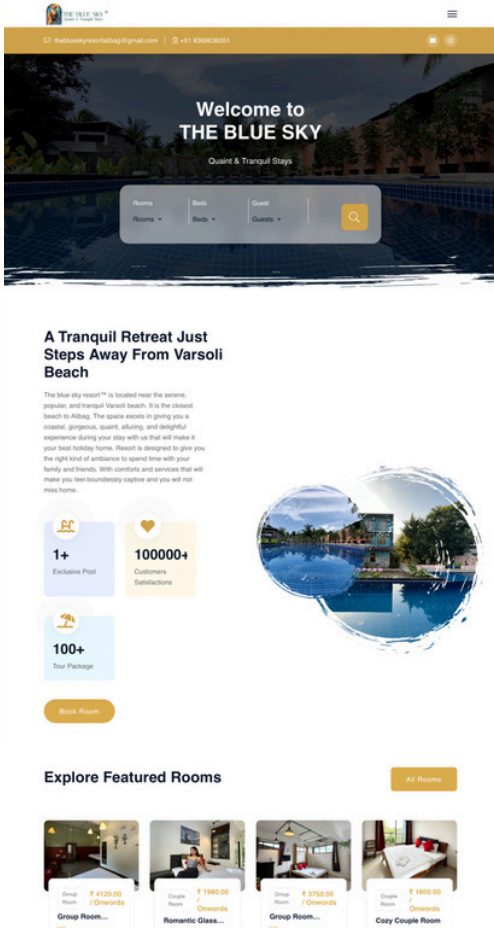 THE BLUE SKY
Quaint & Tranquil Stays
theblueskyresortalibag@gmail.com
+91 8369636351
Welcome to
THE BLUE SKY
Quaint & Tranquil Stays
Rooms Beds Guest
Rooms Beds Guests
A Tranquil Retreat Just
Steps Away From Varsoli
Beach
The blue sky resort™ is located near the serene,
popular, and tranquil Varsoli beach. It is the closest
beach to Alibag. The space excels in giving you a
coastal, gorgeous, quaint, alluring, and delightful
experience during your stay with us that will make it
your best holiday home. Resort is designed to give you
the right kind of ambiance to spend time with your
family and friends. With comforts and services that will
make you feel boundlessly captive and you will not
miss home.
1+
Exclusive Pool
100000+
Customers
Satisfactions
100+
Tour Package
Book Room
Explore Featured Rooms
All Rooms
Group
Room
₹ 4120.00
/ Onwords
Group Room...
Couple
Room
₹ 1980.00
/
Onwords
Romantic Glass...
Group
Room
₹ 3750.00
/ Onwords
Group Room...
Couple
Room
₹ 1800.00
/
Onwords
Cozy Couple Room